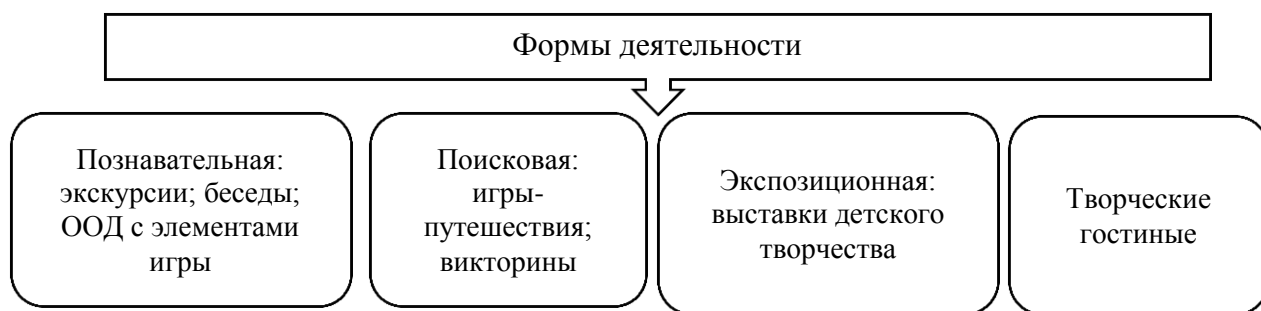 Формы деятельности
Познавательная:
экскурсии; беседы;
ООД с элементами
игры
Поисковая:
игры-
путешествия;
викторины
Экспозиционная:
выставки детского
творчества
Творческие
гостиные